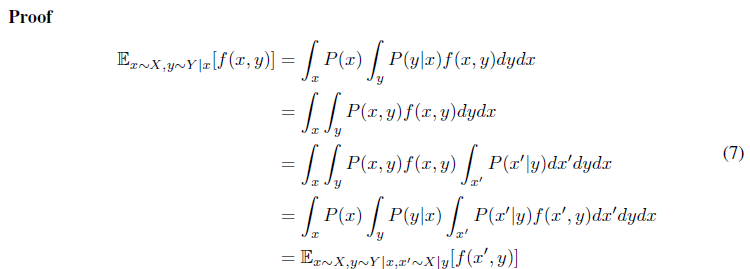 Proof
𝔼_{x∼X,y∼Y|x}[f(x, y)] = ∫_x P(x) ∫_y P(y|x)f(x, y)dydx
= ∫_x ∫_y P(x, y)f(x, y)dydx
= ∫_x ∫_y P(x, y)f(x, y) ∫_{x′} P(x′|y)dx′dydx (7)
= ∫_x P(x) ∫_y P(y|x) ∫_{x′} P(x′|y)f(x′, y)dx′dydx
= 𝔼_{x∼X,y∼Y|x,x′∼X|y}[f(x′, y)]